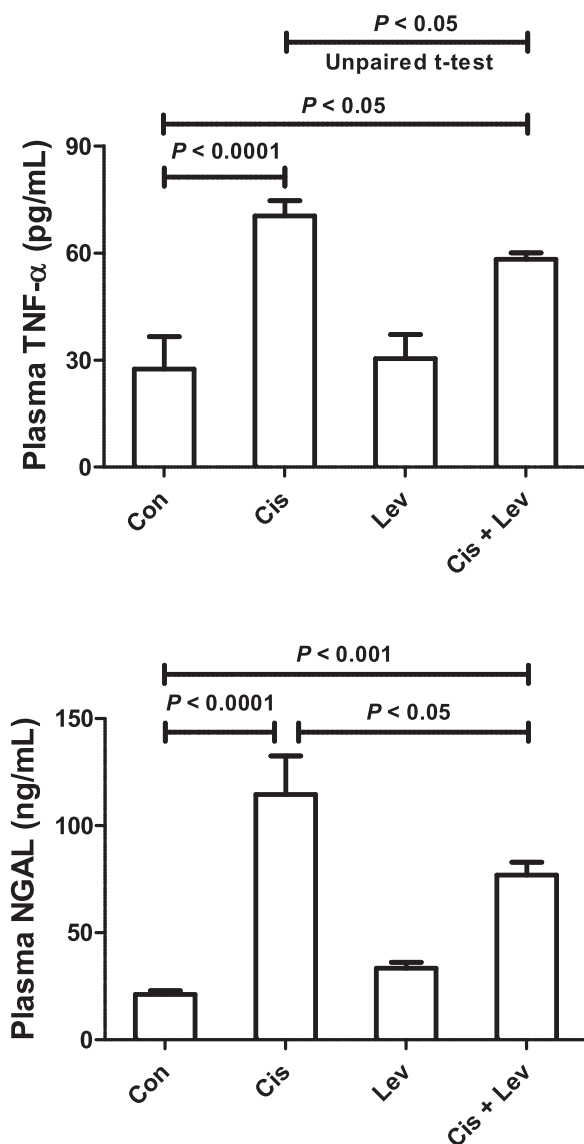 P < 0.05
Unpaired t-test
P < 0.05
P < 0.0001
Plasma TNF-α (pg/mL)
90
60
30
0
Con
Cis
Lev
Cis + Lev
P < 0.001
P < 0.0001
P < 0.05
Plasma NGAL (ng/mL)
150
100
50
0
Con
Cis
Lev
Cis + Lev